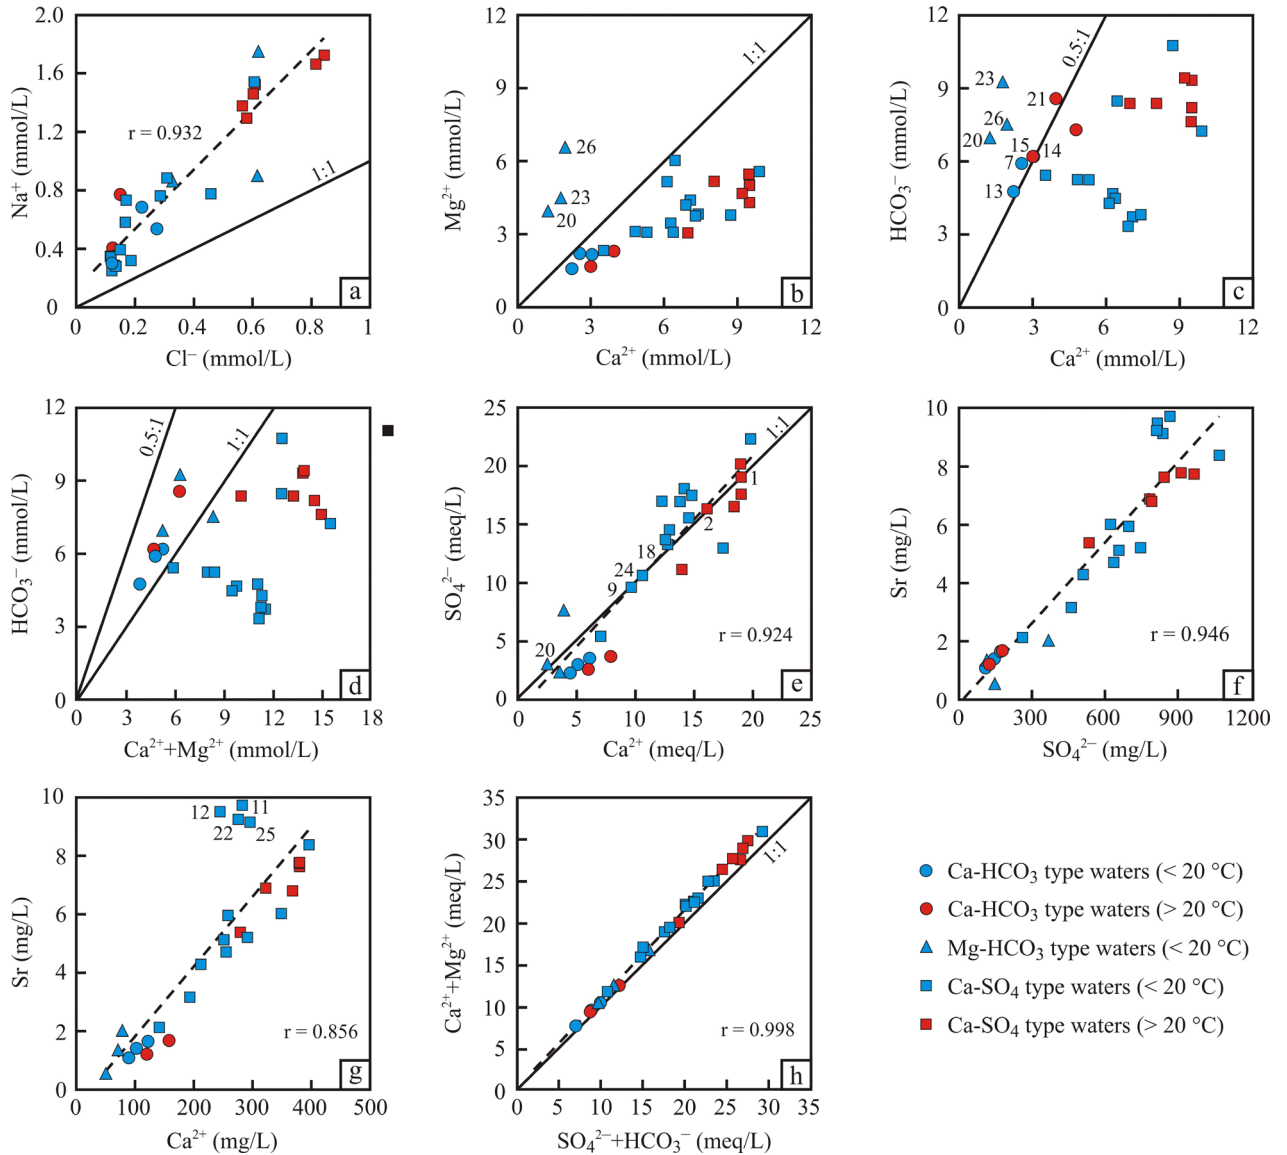 2.0
1.6
1.2
0.8
0.4
0
Na⁺ (mmol/L)
r = 0.932
1:1
a
0 0.2 0.4 0.6 0.8 1
Cl⁻ (mmol/L)
12
9
6
3
0
Mg²⁺ (mmol/L)
1:1
26
23
20
b
0 3 6 9 12
Ca²⁺ (mmol/L)
12
9
6
3
0
HCO₃⁻ (mmol/L)
0.5:1
23
21
26
20
15
14
7
13
c
0 3 6 9 12
Ca²⁺ (mmol/L)
12
9
6
3
0
HCO₃⁻ (mmol/L)
0.5:1
1:1
d
0 3 6 9 12 15 18
Ca²⁺+Mg²⁺ (mmol/L)
25
20
15
10
5
0
SO₄²⁻ (meq/L)
1:1
1
2
18
24
9
20
r = 0.924
e
0 5 10 15 20 25
Ca²⁺ (meq/L)
10
8
6
4
2
0
Sr (mg/L)
r = 0.946
f
0 300 600 900 1200
SO₄²⁻ (mg/L)
10
8
6
4
2
0
Sr (mg/L)
12
11
22
25
r = 0.856
g
0 100 200 300 400 500
Ca²⁺ (mg/L)
35
30
25
20
15
10
5
0
Ca²⁺+Mg²⁺ (meq/L)
1:1
r = 0.998
h
0 5 10 15 20 25 30 35
SO₄²⁻+HCO₃⁻ (meq/L)
Ca-HCO₃ type waters (< 20 °C)
Ca-HCO₃ type waters (> 20 °C)
Mg-HCO₃ type waters (< 20 °C)
Ca-SO₄ type waters (< 20 °C)
Ca-SO₄ type waters (> 20 °C)